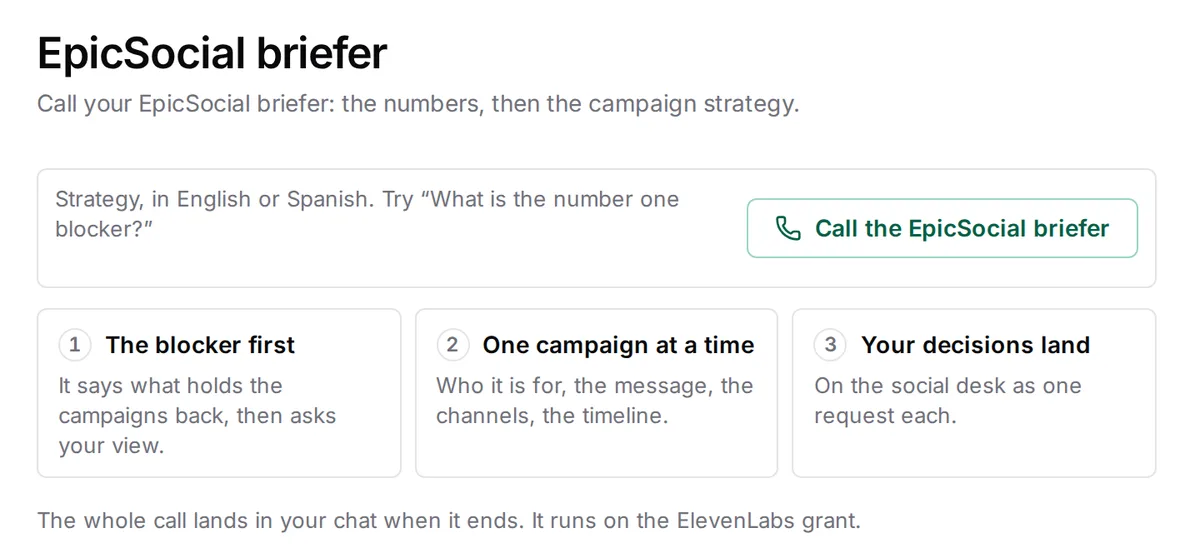 EpicSocial briefer
Call your EpicSocial briefer: the numbers, then the campaign strategy.
Strategy, in English or Spanish. Try “What is the number one
blocker?”
Call the EpicSocial briefer
1 The blocker first
It says what holds the
campaigns back, then asks
your view.
2 One campaign at a time
Who it is for, the message, the
channels, the timeline.
3 Your decisions land
On the social desk as one
request each.
The whole call lands in your chat when it ends. It runs on the ElevenLabs grant.